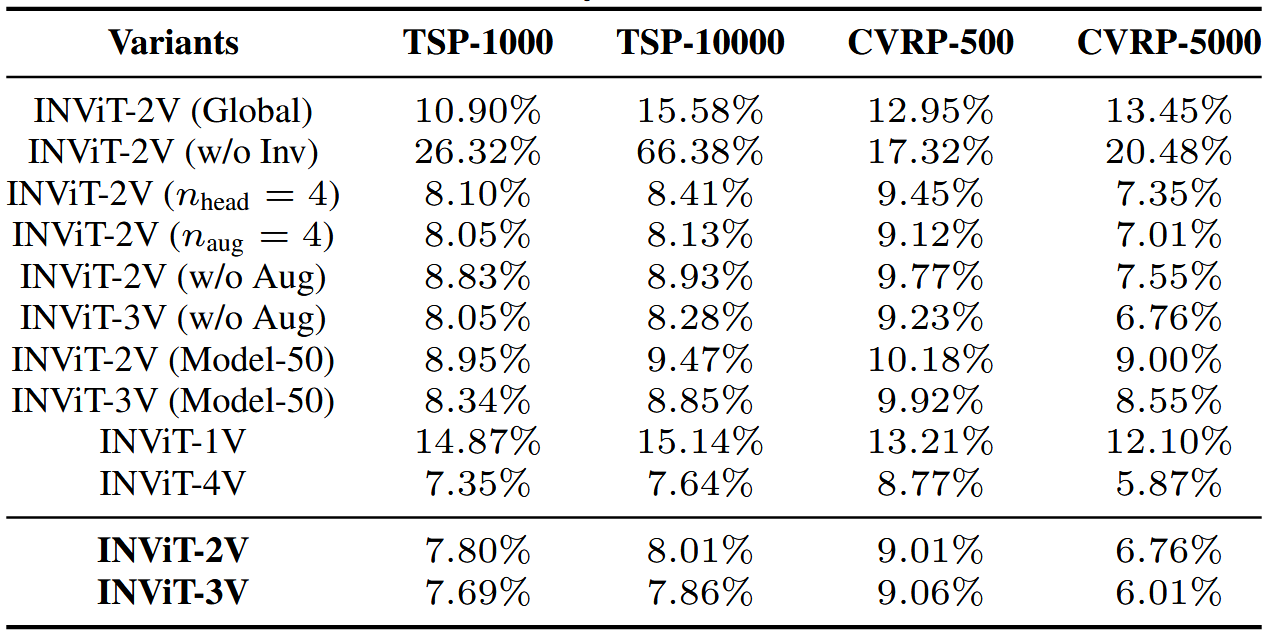 Variants TSP-1000 TSP-10000 CVRP-500 CVRP-5000
INViT-2V (Global) 10.90% 15.58% 12.95% 13.45%
INViT-2V (w/o Inv) 26.32% 66.38% 17.32% 20.48%
INViT-2V (n_head = 4) 8.10% 8.41% 9.45% 7.35%
INViT-2V (n_aug = 4) 8.05% 8.13% 9.12% 7.01%
INViT-2V (w/o Aug) 8.83% 8.93% 9.77% 7.55%
INViT-3V (w/o Aug) 8.05% 8.28% 9.23% 6.76%
INViT-2V (Model-50) 8.95% 9.47% 10.18% 9.00%
INViT-3V (Model-50) 8.34% 8.85% 9.92% 8.55%
INViT-1V 14.87% 15.14% 13.21% 12.10%
INViT-4V 7.35% 7.64% 8.77% 5.87%
INViT-2V 7.80% 8.01% 9.01% 6.76%
INViT-3V 7.69% 7.86% 9.06% 6.01%